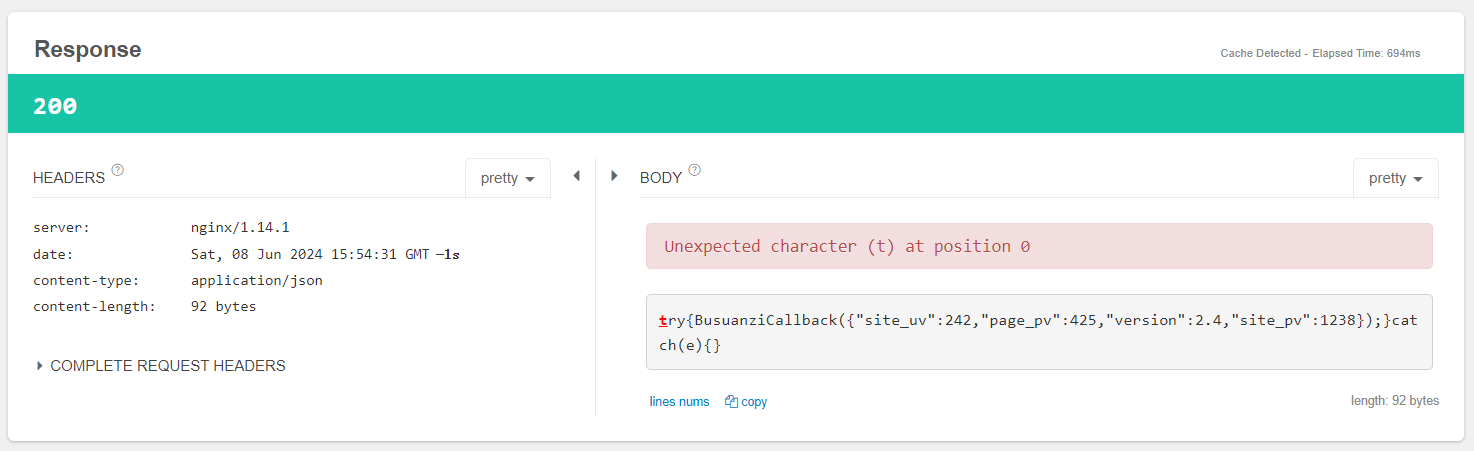 Response
Cache Detected - Elapsed Time: 694ms
200
HEADERS ?
pretty
server: nginx/1.14.1
date: Sat, 08 Jun 2024 15:54:31 GMT −1s
content-type: application/json
content-length: 92 bytes
COMPLETE REQUEST HEADERS
BODY ?
pretty
Unexpected character (t) at position 0
try{BusuanziCallback({"site_uv":242,"page_pv":425,"version":2.4,"site_pv":1238});}cat
ch(e){}
lines nums copy
length: 92 bytes